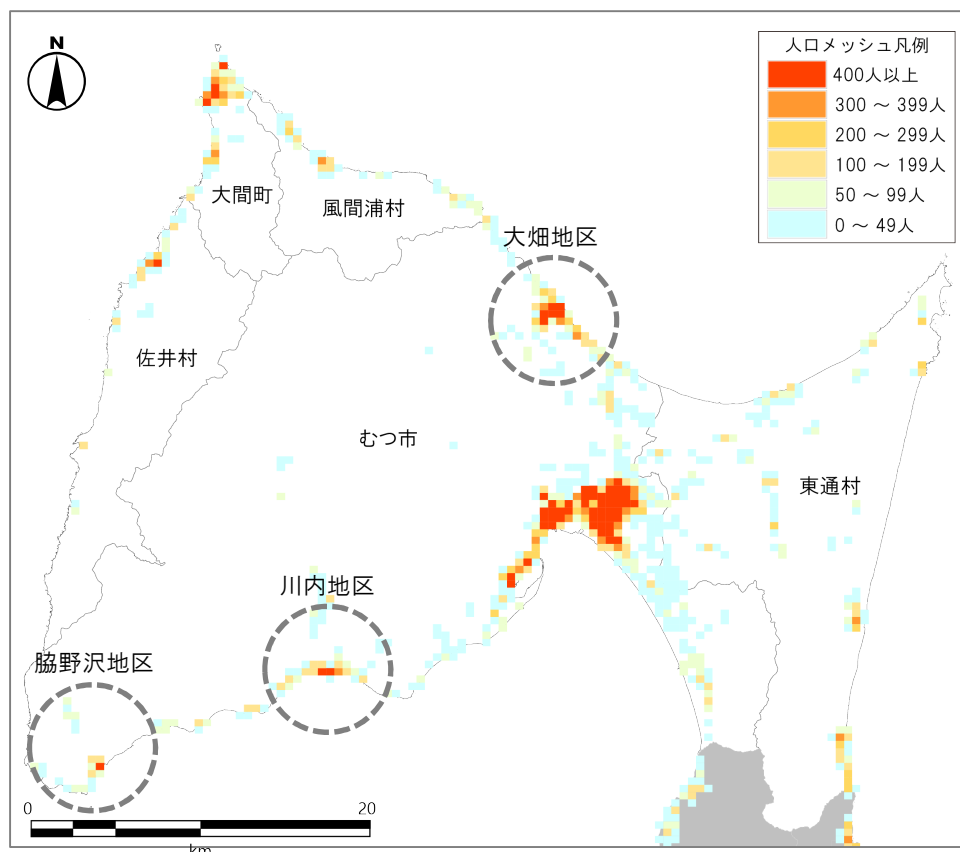 N
人口メッシュ凡例
400人以上
300 ～ 399人
200 ～ 299人
100 ～ 199人
50 ～ 99人
0 ～ 49人
大間町
風間浦村
大畑地区
佐井村
むつ市
東通村
川内地区
脇野沢地区
0
20
km